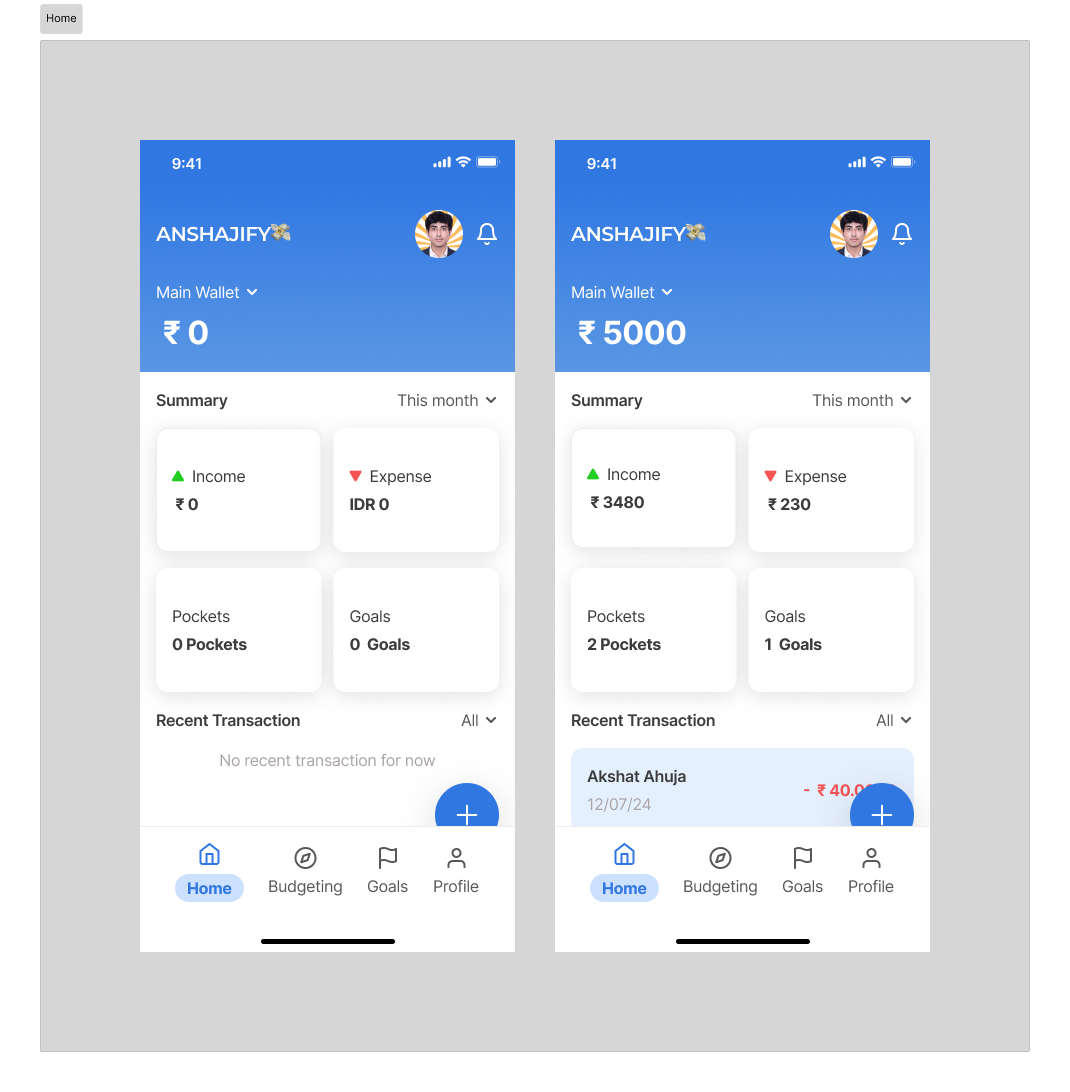 Home
9:41
ANSHAJIFY💸
Main Wallet
₹ 0
Summary This month
Income
₹ 0
Expense
IDR 0
Pockets
0 Pockets
Goals
0 Goals
Recent Transaction All
No recent transaction for now
Home Budgeting Goals Profile
9:41
ANSHAJIFY💸
Main Wallet
₹ 5000
Summary This month
Income
₹ 3480
Expense
₹ 230
Pockets
2 Pockets
Goals
1 Goals
Recent Transaction All
Akshat Ahuja
- ₹ 40.0
12/07/24
Home Budgeting Goals Profile